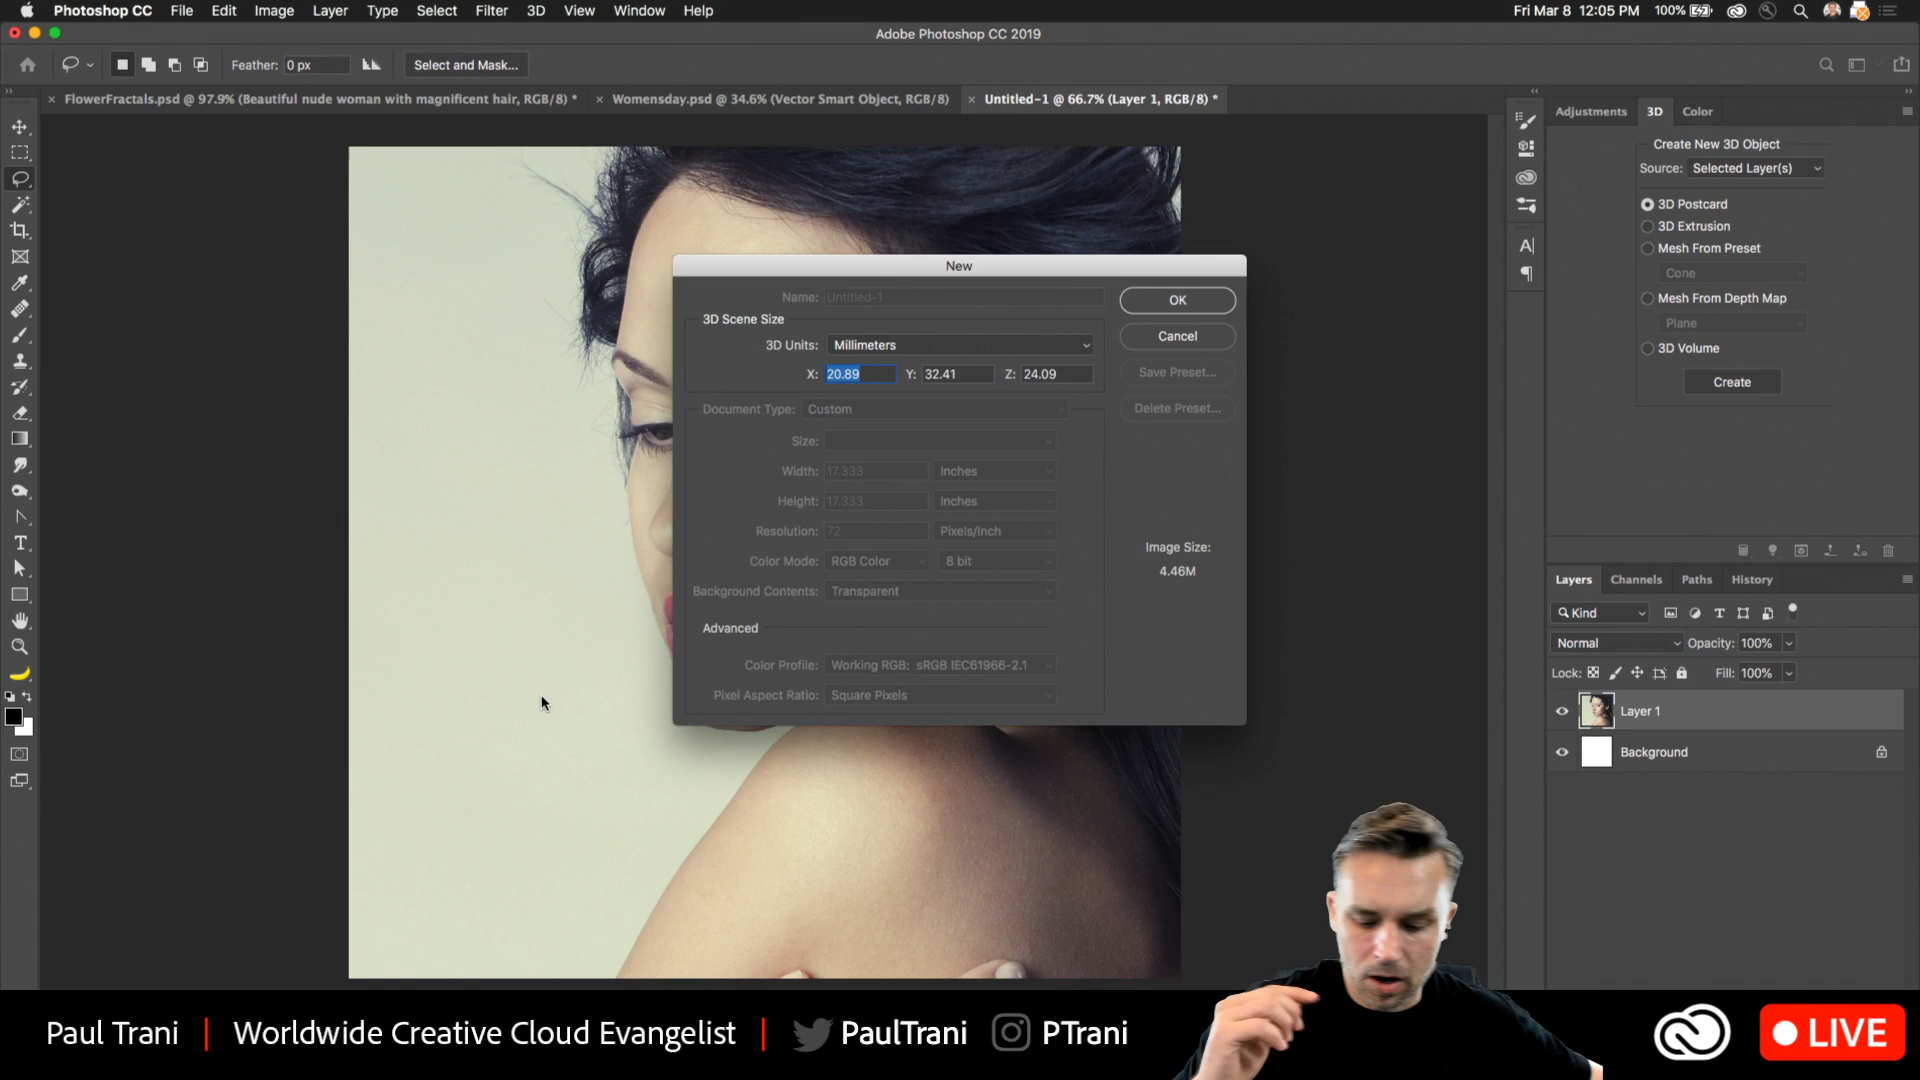 Photoshop CC File Edit Image Layer Type Select Filter 3D View Window Help Fri Mar 8 12:05 PM 100%
Adobe Photoshop CC 2019
Feather: 0 px Select and Mask...
FlowerFractals.psd @ 97.9% (Beautiful nude woman with magnificent hair, RGB/8) *
Womensday.psd @ 34.6% (Vector Smart Object, RGB/8)
Untitled-1 @ 66.7% (Layer 1, RGB/8) *
New
Name: Untitled-1
OK
3D Scene Size
Cancel
3D Units: Millimeters
X: 20.89 Y: 32.41 Z: 24.09
Save Preset...
Document Type: Custom
Delete Preset...
Size:
Width: 17.333 Inches
Height: 17.333 Inches
Resolution: 72 Pixels/Inch
Color Mode: RGB Color 8 bit
Background Contents: Transparent
Image Size:
4.46M
Advanced
Color Profile: Working RGB: sRGB IEC61966-2.1
Pixel Aspect Ratio: Square Pixels
Adjustments 3D Color
Create New 3D Object
Source: Selected Layer(s)
3D Postcard
3D Extrusion
Mesh From Preset
Cone
Mesh From Depth Map
Plane
3D Volume
Create
Layers Channels Paths History
Kind
Normal Opacity: 100%
Lock: Fill: 100%
Layer 1
Background
Paul Trani | Worldwide Creative Cloud Evangelist | PaulTrani PTrani
LIVE